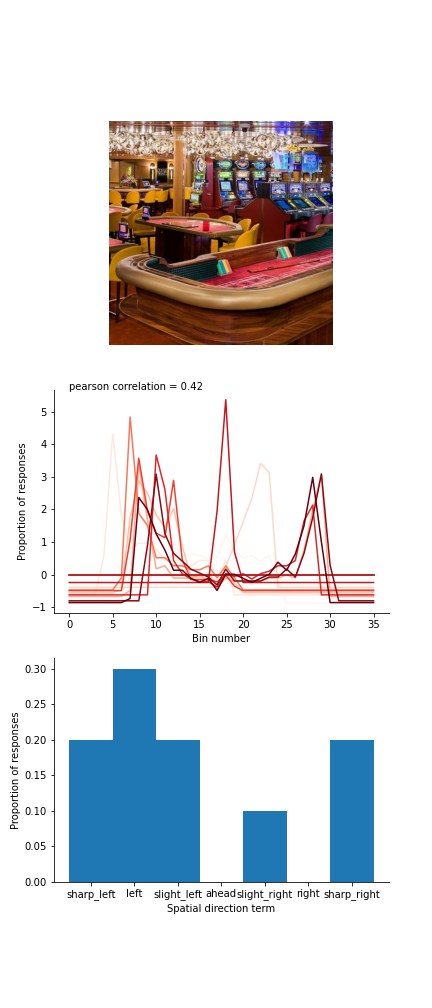 pearson correlation = 0.42
Proportion of responses
5
4
3
2
1
0
−1
0 5 10 15 20 25 30 35
Bin number
Proportion of responses
0.30
0.25
0.20
0.15
0.10
0.05
0.00
sharp_left left slight_left ahead slight_right right sharp_right
Spatial direction term